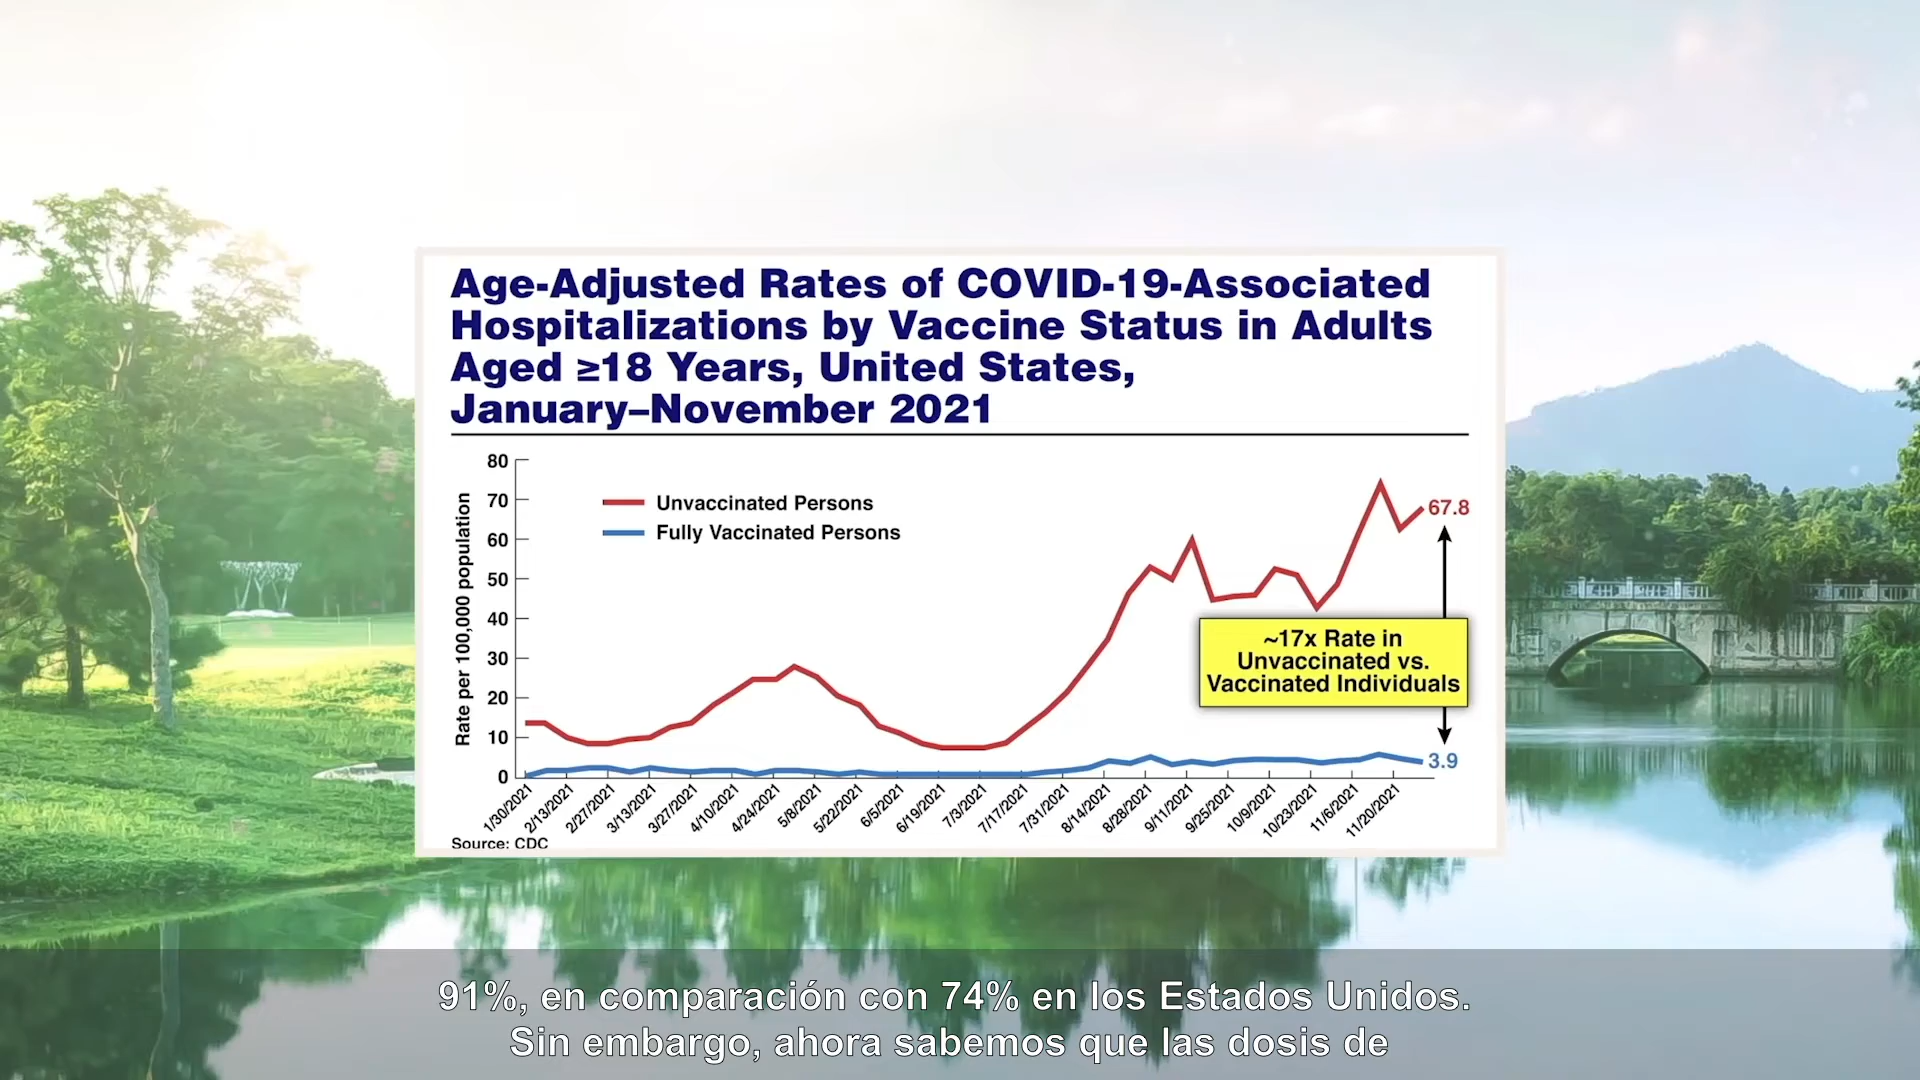 Age-Adjusted Rates of COVID-19-Associated
Hospitalizations by Vaccine Status in Adults
Aged ≥18 Years, United States,
January–November 2021
80
70
60
50
40
30
20
10
0
Rate per 100,000 population
Unvaccinated Persons
Fully Vaccinated Persons
67.8
~17x Rate in
Unvaccinated vs.
Vaccinated Individuals
3.9
1/30/2021
2/13/2021
2/27/2021
3/13/2021
3/27/2021
4/10/2021
4/24/2021
5/8/2021
5/22/2021
6/5/2021
6/19/2021
7/3/2021
7/17/2021
7/31/2021
8/14/2021
8/28/2021
9/11/2021
9/25/2021
10/9/2021
10/23/2021
11/6/2021
11/20/2021
Source: CDC
91%, en comparación con 74% en los Estados Unidos.
Sin embargo, ahora sabemos que las dosis de